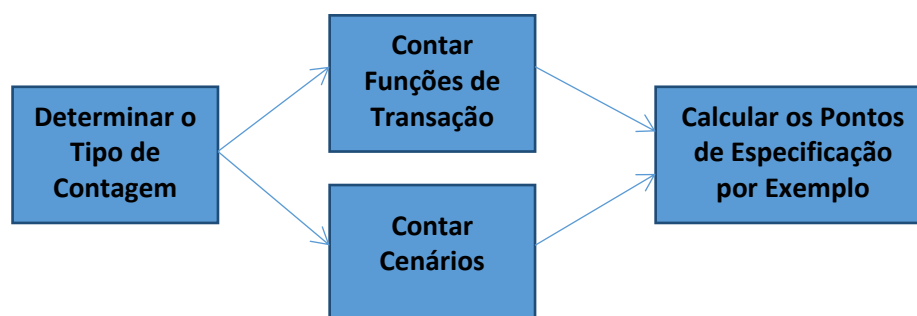 Determinar o
Tipo de
Contagem
Contar
Funções de
Transação
Contar
Cenários
Calcular os Pontos
de Especificação
por Exemplo